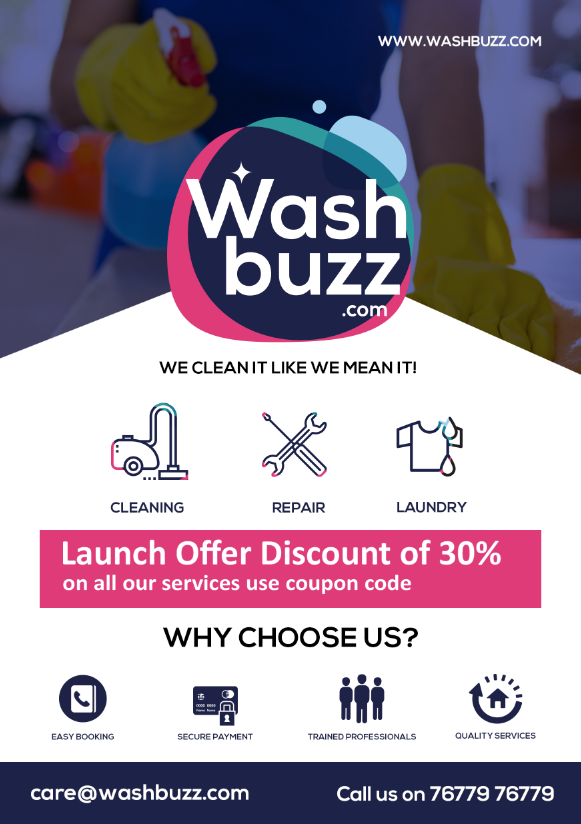 WWW.WASHBUZZ.COM
Wash
buzz
.com
WE CLEAN IT LIKE WE MEAN IT!
CLEANING
REPAIR
LAUNDRY
Launch Offer Discount of 30%
on all our services use coupon code
WHY CHOOSE US?
EASY BOOKING
SECURE PAYMENT
TRAINED PROFESSIONALS
QUALITY SERVICES
care@washbuzz.com
Call us on 76779 76779